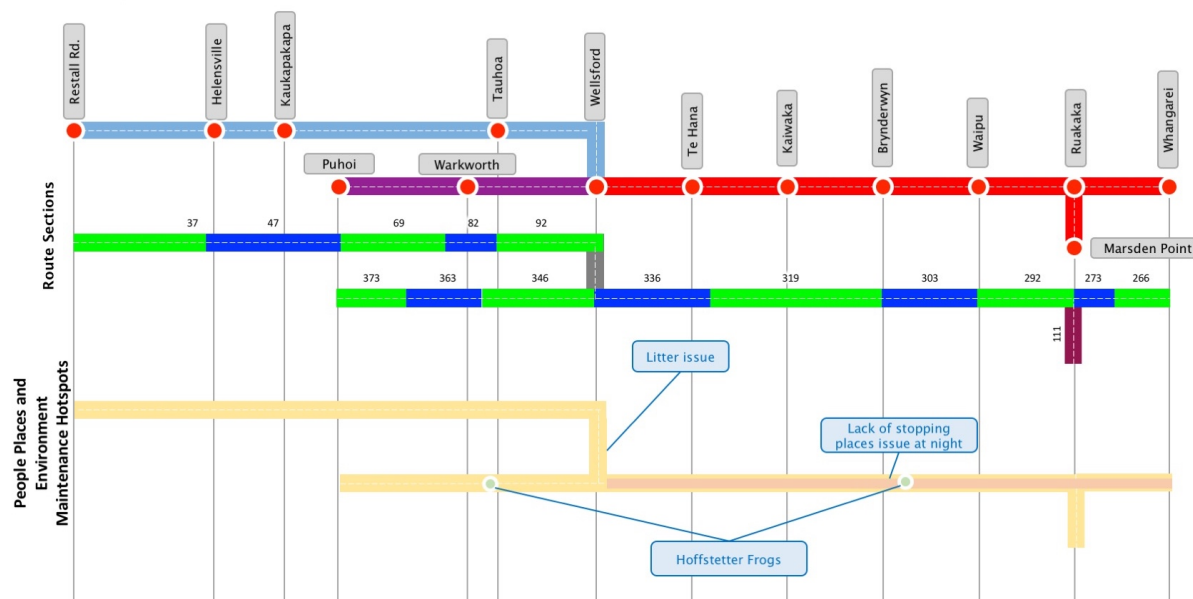 Restall Rd.
Helensville
Kaukapakapa
Tauhoa
Wellsford
Te Hana
Kaiwaka
Brynderwyn
Waipu
Ruakaka
Whangarei
Puhoi
Warkworth
Marsden Point
Route Sections
37
47
69
82
92
373
363
346
336
319
303
292
273
266
111
People Places and
Environment
Maintenance Hotspots
Litter issue
Lack of stopping
places issue at night
Hoffstetter Frogs